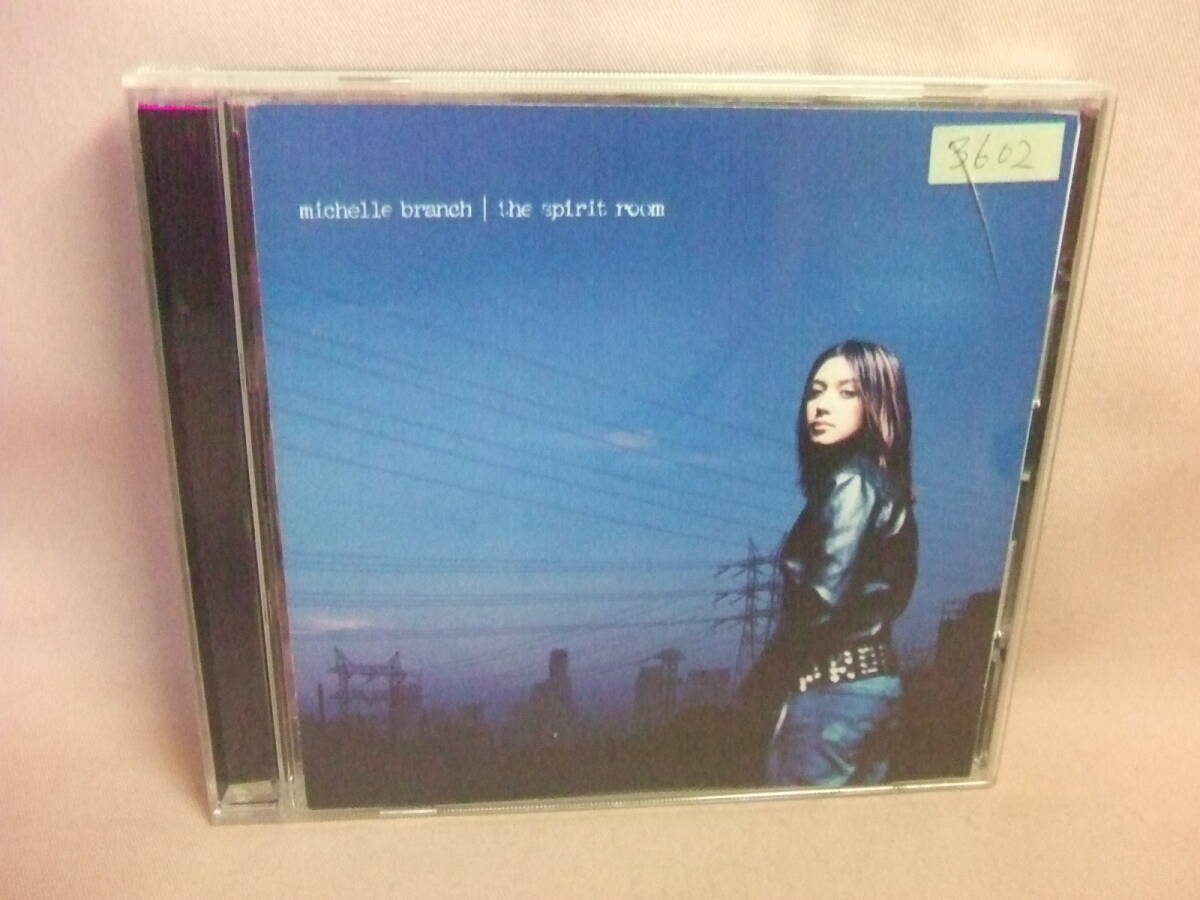 michelle branch | the spirit room
3602